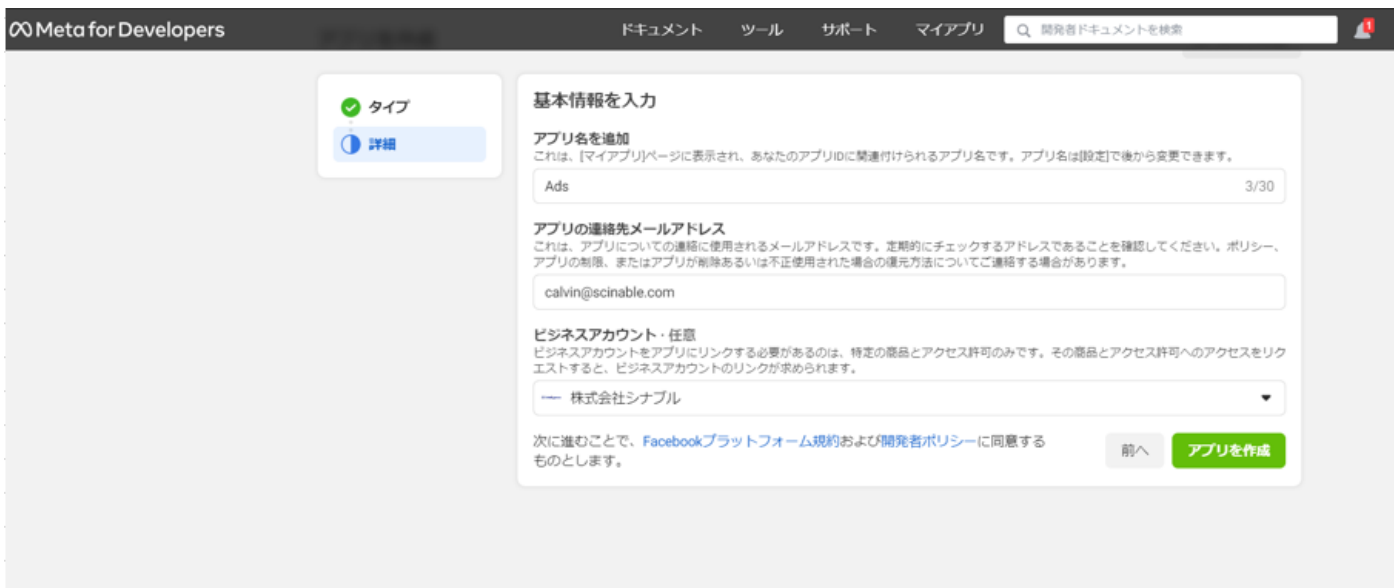 Meta for Developers
ドキュメント ツール サポート マイアプリ 開発者ドキュメントを検索 1
タイプ
詳細
基本情報を入力
アプリ名を追加
これは、[マイアプリ]ページに表示され、あなたのアプリIDに関連付けられるアプリ名です。アプリ名は[設定]で後から変更できます。
Ads 3/30
アプリの連絡先メールアドレス
これは、アプリについての連絡に使用されるメールアドレスです。定期的にチェックするアドレスであることを確認してください。ポリシー、
アプリの制限、またはアプリが削除あるいは不正使用された場合の復元方法についてご連絡する場合があります。
calvin@scinable.com
ビジネスアカウント · 任意
ビジネスアカウントをアプリにリンクする必要があるのは、特定の商品とアクセス許可のみです。その商品とアクセス許可へのアクセスをリク
エストすると、ビジネスアカウントのリンクが求められます。
株式会社シナブル
次に進むことで、Facebookプラットフォーム規約および開発者ポリシーに同意する
ものとします。
前へ アプリを作成